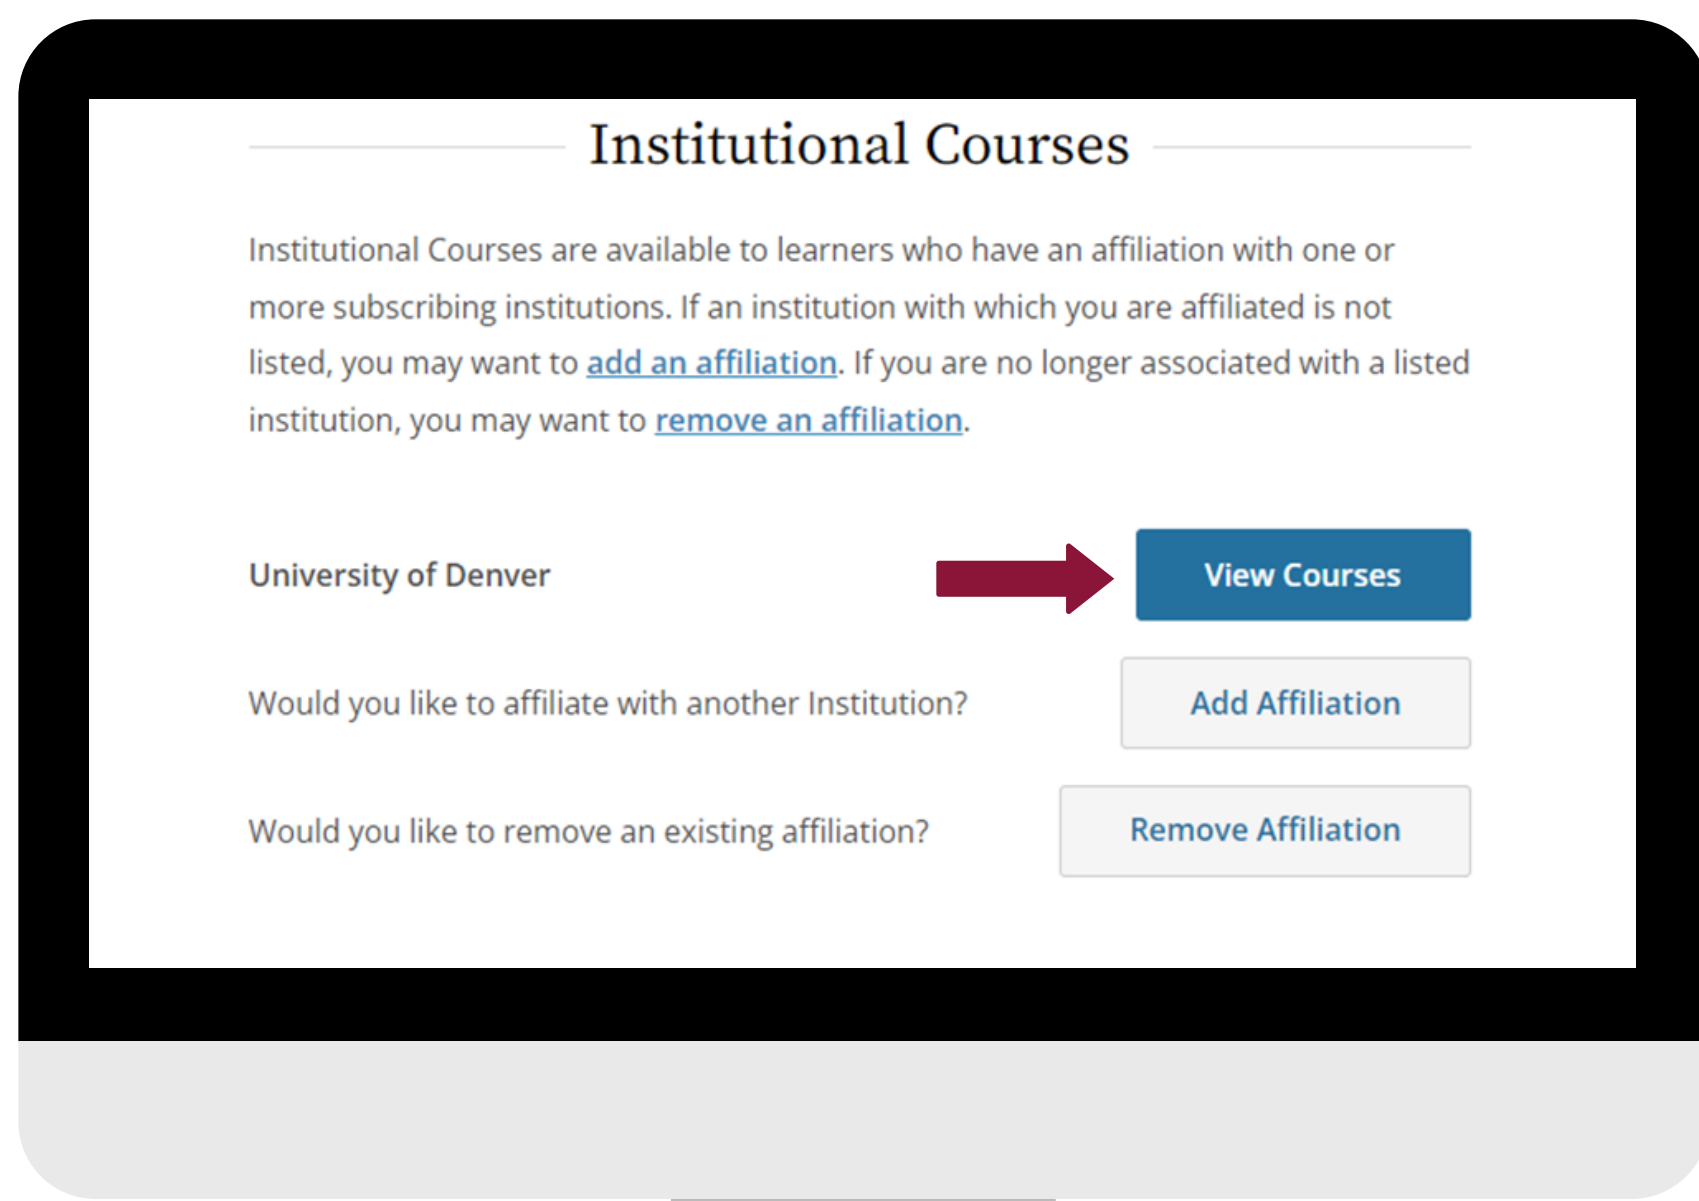 Institutional Courses
Institutional Courses are available to learners who have an affiliation with one or
more subscribing institutions. If an institution with which you are affiliated is not
listed, you may want to add an affiliation. If you are no longer associated with a listed
institution, you may want to remove an affiliation.
University of Denver
View Courses
Would you like to affiliate with another Institution?
Add Affiliation
Would you like to remove an existing affiliation?
Remove Affiliation